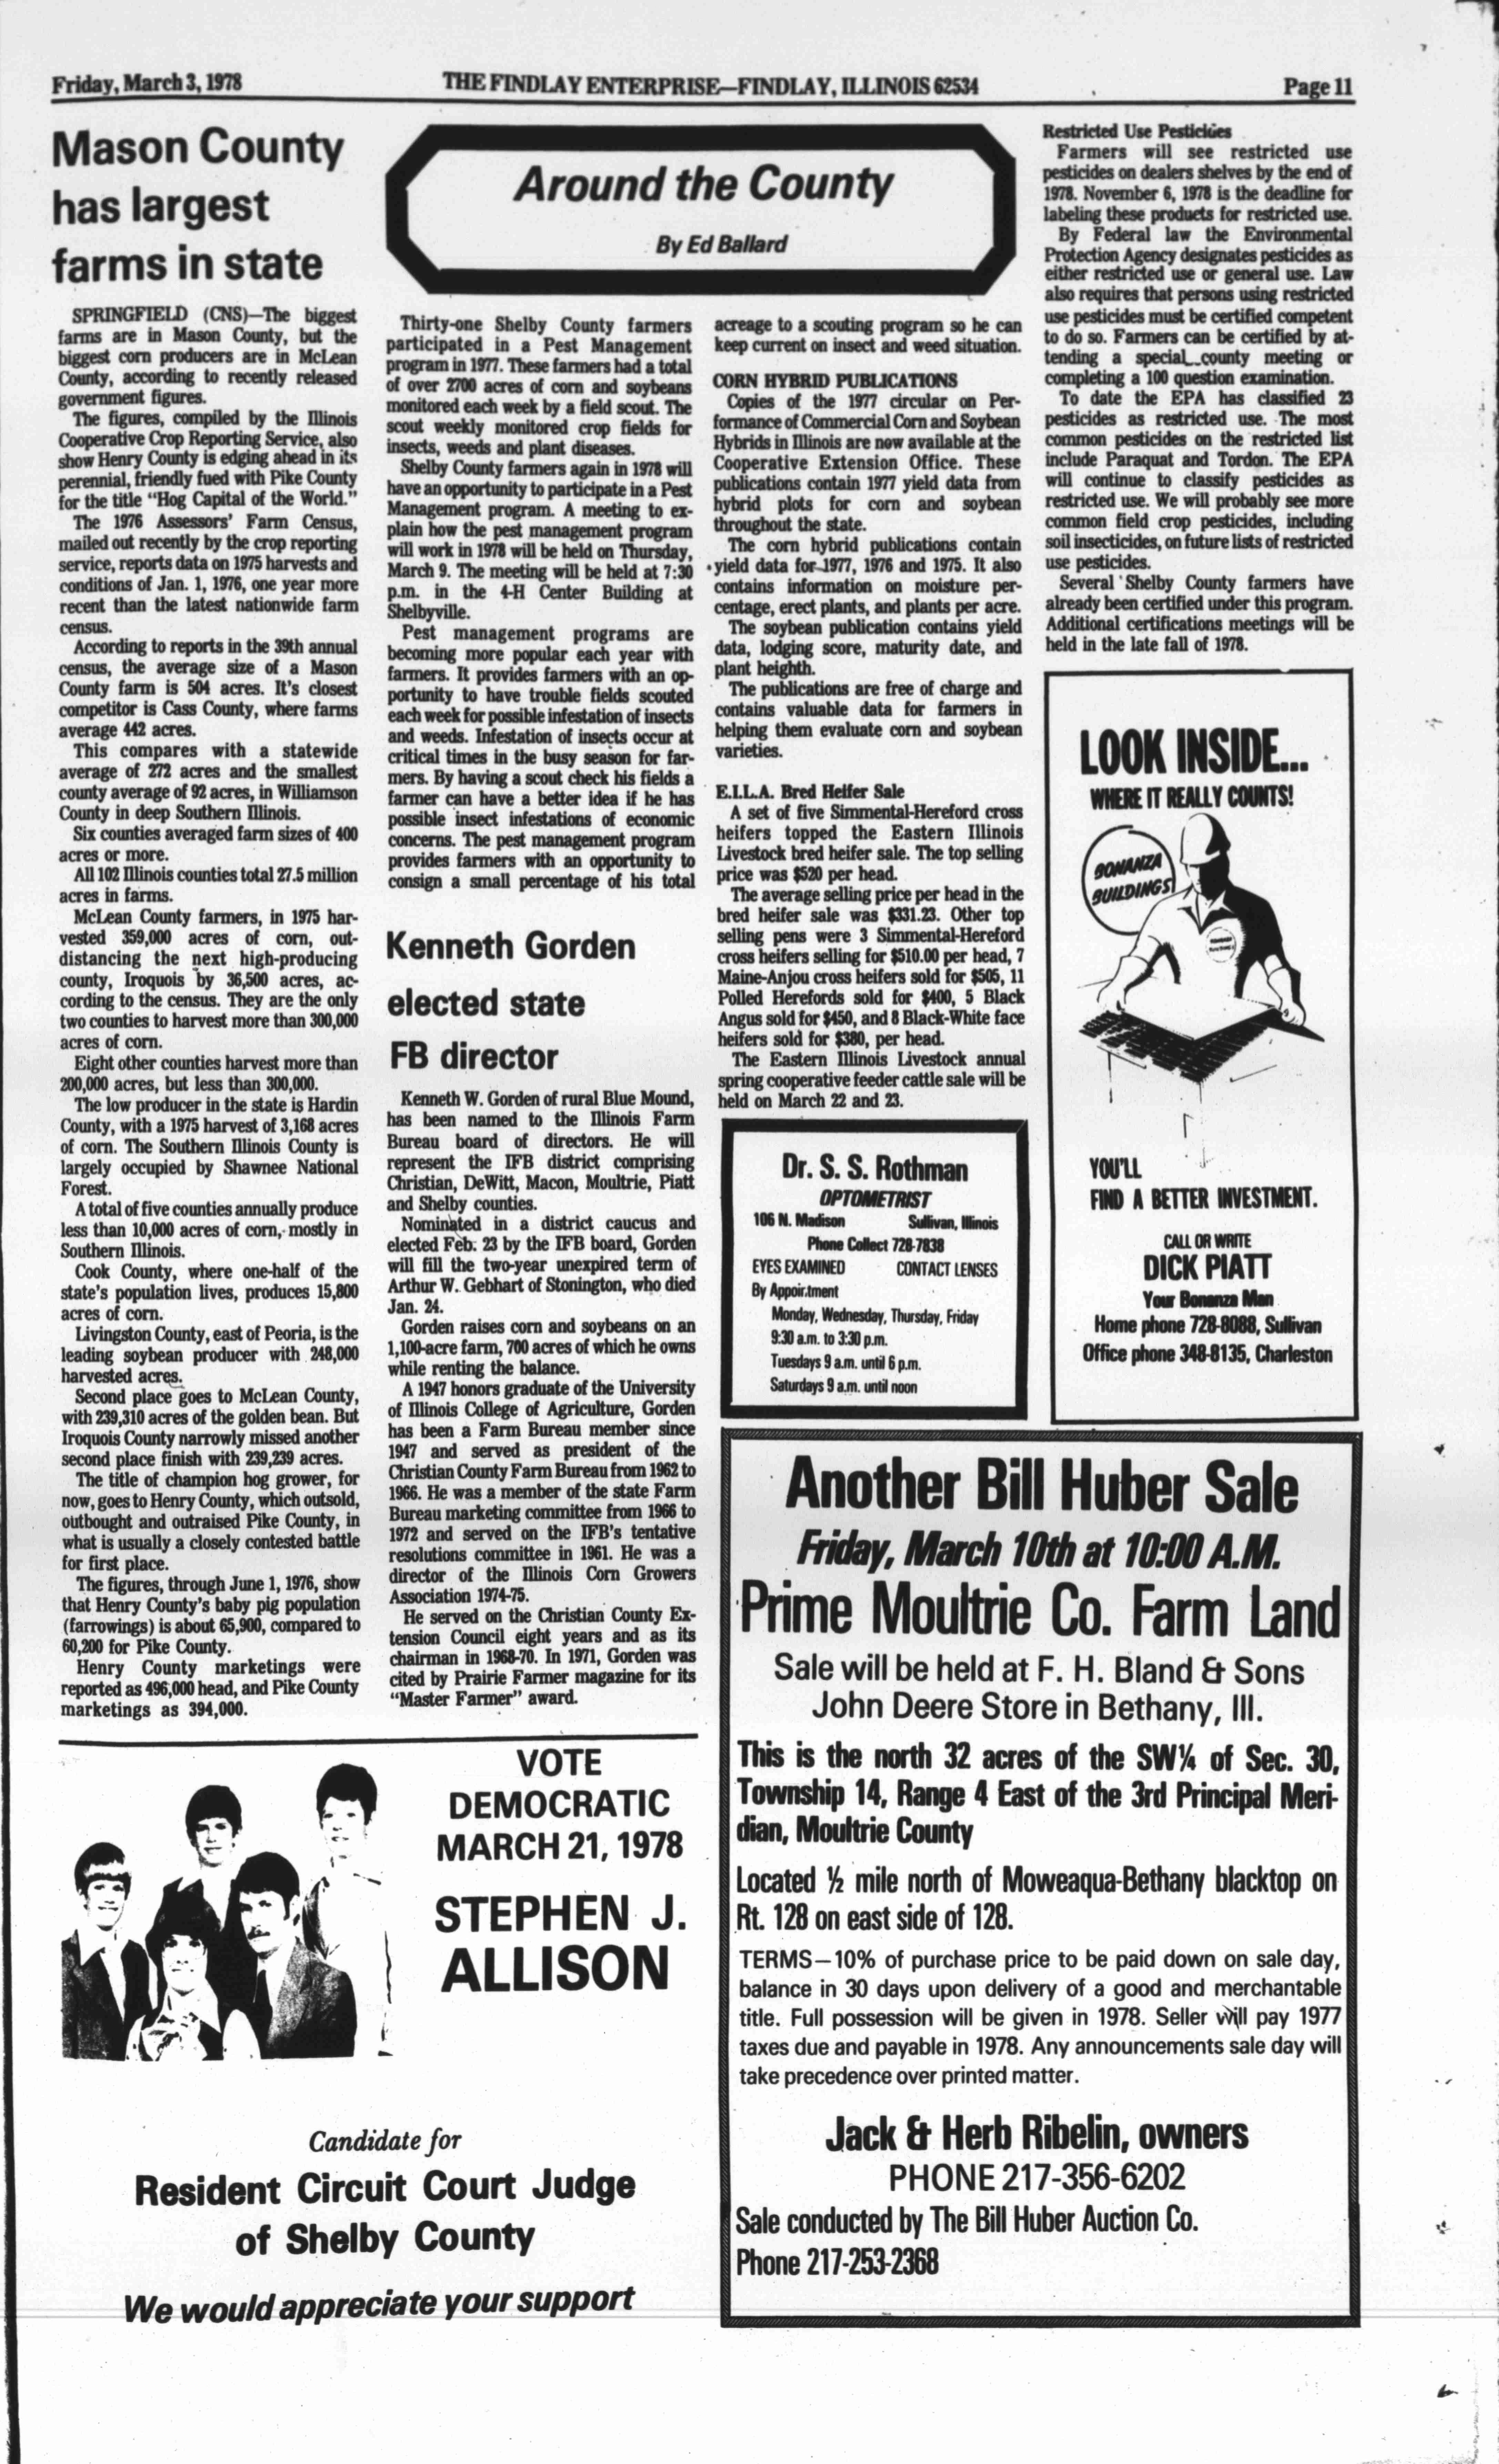 Friday, March 3, 1978
THE FINDLAY ENTERPRISE—FINDLAY, ILLINOIS 62534
Page 11
Mason County
has largest
farms in state
SPRINGFIELD (CNS)—The biggest
farms are in Mason County, but the
biggest corn producers are in McLean
County, according to recently released
government figures.
The figures, compiled by the Illinois
Cooperative Crop Reporting Service, also
show Henry County is edging ahead in its
perennial, friendly fued with Pike County
for the title "Hog Capital of the World."
The 1976 Assessors' Farm Census,
mailed out recently by the crop reporting
service, reports data on 1975 harvests and
conditions of Jan. 1, 1976, one year more
recent than the latest nationwide farm
census.
According to reports in the 39th annual
census, the average size of a Mason
County farm is 504 acres. It's closest
competitor is Cass County, where farms
average 442 acres.
This compares with a statewide
average of 272 acres and the smallest
county average of 92 acres, in Williamson
County in deep Southern Illinois.
Six counties averaged farm sizes of 400
acres or more.
All 102 Illinois counties total 27.5 million
acres in farms.
McLean County farmers, in 1975 har-
vested 359,000 acres of corn, out-
distancing the next high-producing
county, Iroquois by 36,500 acres, ac-
cording to the census. They are the only
two counties to harvest more than 300,000
acres of corn.
Eight other counties harvest more than
200,000 acres, but less than 300,000.
The low producer in the state is Hardin
County, with a 1975 harvest of 3,168 acres
of corn. The Southern Illinois County is
largely occupied by Shawnee National
Forest.
A total of five counties annually produce
less than 10,000 acres of corn, mostly in
Southern Illinois.
Cook County, where one-half of the
state's population lives, produces 15,800
acres of corn.
Livingston County, east of Peoria, is the
leading soybean producer with 248,000
harvested acres.
Second place goes to McLean County,
with 239,310 acres of the golden bean. But
Iroquois County narrowly missed another
second place finish with 239,239 acres.
The title of champion hog grower, for
now, goes to Henry County, which outsold,
outbought and outraised Pike County, in
what is usually a closely contested battle
for first place.
The figures, through June 1, 1976, show
that Henry County's baby pig population
(farrowings) is about 65,900, compared to
60,200 for Pike County.
Henry County marketings were
reported as 496,000 head, and Pike County
marketings as 394,000.
Around the County
By Ed Ballard
Thirty-one Shelby County farmers
participated in a Pest Management
program in 1977. These farmers had a total
of over 2700 acres of corn and soybeans
monitored each week by a field scout. The
scout weekly monitored crop fields for
insects, weeds and plant diseases.
Shelby County farmers again in 1978 will
have an opportunity to participate in a Pest
Management program. A meeting to ex-
plain how the pest management program
will work in 1978 will be held on Thursday,
March 9. The meeting will be held at 7:30
p.m. in the 4-H Center Building at
Shelbyville.
Pest management programs are
becoming more popular each year with
farmers. It provides farmers with an op-
portunity to have trouble fields scouted
each week for possible infestation of insects
and weeds. Infestation of insects occur at
critical times in the busy season for far-
mers. By having a scout check his fields a
farmer can have a better idea if he has
possible insect infestations of economic
concerns. The pest management program
provides farmers with an opportunity to
consign a small percentage of his total
acreage to a scouting program so he can
keep current on insect and weed situation.
CORN HYBRID PUBLICATIONS
Copies of the 1977 circular on Per-
formance of Commercial Corn and Soybean
Hybrids in Illinois are now available at the
Cooperative Extension Office. These
publications contain 1977 yield data from
hybrid plots for corn and soybean
throughout the state.
The corn hybrid publications contain
yield data for 1977, 1976 and 1975. It also
contains information on moisture per-
centage, erect plants, and plants per acre.
The soybean publication contains yield
data, lodging score, maturity date, and
plant heighth.
The publications are free of charge and
contains valuable data for farmers in
helping them evaluate corn and soybean
varieties.
E.I.L.A. Bred Heifer Sale
A set of five Simmental-Hereford cross
heifers topped the Eastern Illinois
Livestock bred heifer sale. The top selling
price was $520 per head.
The average selling price per head in the
bred heifer sale was $331.23. Other top
selling pens were 3 Simmental-Hereford
cross heifers selling for $510.00 per head, 7
Maine-Anjou cross heifers sold for $505, 11
Polled Herefords sold for $400, 5 Black
Angus sold for $450, and 8 Black-White face
heifers sold for $380, per head.
The Eastern Illinois Livestock annual
spring cooperative feeder cattle sale will be
held on March 22 and 23.
Restricted Use Pesticides
Farmers will see restricted use
pesticides on dealers shelves by the end of
1978. November 6, 1978 is the deadline for
labeling these products for restricted use.
By Federal law the Environmental
Protection Agency designates pesticides as
either restricted use or general use. Law
also requires that persons using restricted
use pesticides must be certified competent
to do so. Farmers can be certified by at-
tending a special county meeting or
completing a 100 question examination.
To date the EPA has classified 23
pesticides as restricted use. The most
common pesticides on the restricted list
include Paraquat and Tordon. The EPA
will continue to classify pesticides as
restricted use. We will probably see more
common field crop pesticides, including
soil insecticides, on future lists of restricted
use pesticides.
Several Shelby County farmers have
already been certified under this program.
Additional certifications meetings will be
held in the late fall of 1978.
Kenneth Gorden
elected state
FB director
Kenneth W. Gorden of rural Blue Mound,
has been named to the Illinois Farm
Bureau board of directors. He will
represent the IFB district comprising
Christian, DeWitt, Macon, Moultrie, Piatt
and Shelby counties.
Nominated in a district caucus and
elected Feb. 23 by the IFB board, Gorden
will fill the two-year unexpired term of
Arthur W. Gebhart of Stonington, who died
Jan. 24.
Gorden raises corn and soybeans on an
1,100-acre farm, 700 acres of which he owns
while renting the balance.
A 1947 honors graduate of the University
of Illinois College of Agriculture, Gorden
has been a Farm Bureau member since
1947 and served as president of the
Christian County Farm Bureau from 1962 to
1966. He was a member of the state Farm
Bureau marketing committee from 1966 to
1972 and served on the IFB's tentative
resolutions committee in 1961. He was a
director of the Illinois Corn Growers
Association 1974-75.
He served on the Christian County Ex-
tension Council eight years and as its
chairman in 1968-70. In 1971, Gorden was
cited by Prairie Farmer magazine for its
"Master Farmer" award.
Dr. S. S. Rothman
OPTOMETRIST
106 N. Madison Sullivan, Illinois
Phone Collect 728-7838
EYES EXAMINED CONTACT LENSES
By Appointment
Monday, Wednesday, Thursday, Friday
9:30 a.m. to 3:30 p.m.
Tuesdays 9 a.m. until 6 p.m.
Saturdays 9 a.m. until noon
LOOK INSIDE...
WHERE IT REALLY COUNTS!
BONANZA
BUILDINGS
YOU'LL
FIND A BETTER INVESTMENT.
CALL OR WRITE
DICK PIATT
Your Bonanza Man
Home phone 728-8088, Sullivan
Office phone 348-8135, Charleston
VOTE
DEMOCRATIC
MARCH 21, 1978
STEPHEN J.
ALLISON
Candidate for
Resident Circuit Court Judge
of Shelby County
We would appreciate your support
Another Bill Huber Sale
Friday, March 10th at 10:00 A.M.
Prime Moultrie Co. Farm Land
Sale will be held at F. H. Bland & Sons
John Deere Store in Bethany, Ill.
This is the north 32 acres of the SW¼ of Sec. 30,
Township 14, Range 4 East of the 3rd Principal Meri-
dian, Moultrie County
Located ½ mile north of Moweaqua-Bethany blacktop on
Rt. 128 on east side of 128.
TERMS—10% of purchase price to be paid down on sale day,
balance in 30 days upon delivery of a good and merchantable
title. Full possession will be given in 1978. Seller will pay 1977
taxes due and payable in 1978. Any announcements sale day will
take precedence over printed matter.
Jack & Herb Ribelin, owners
PHONE 217-356-6202
Sale conducted by The Bill Huber Auction Co.
Phone 217-253-2368